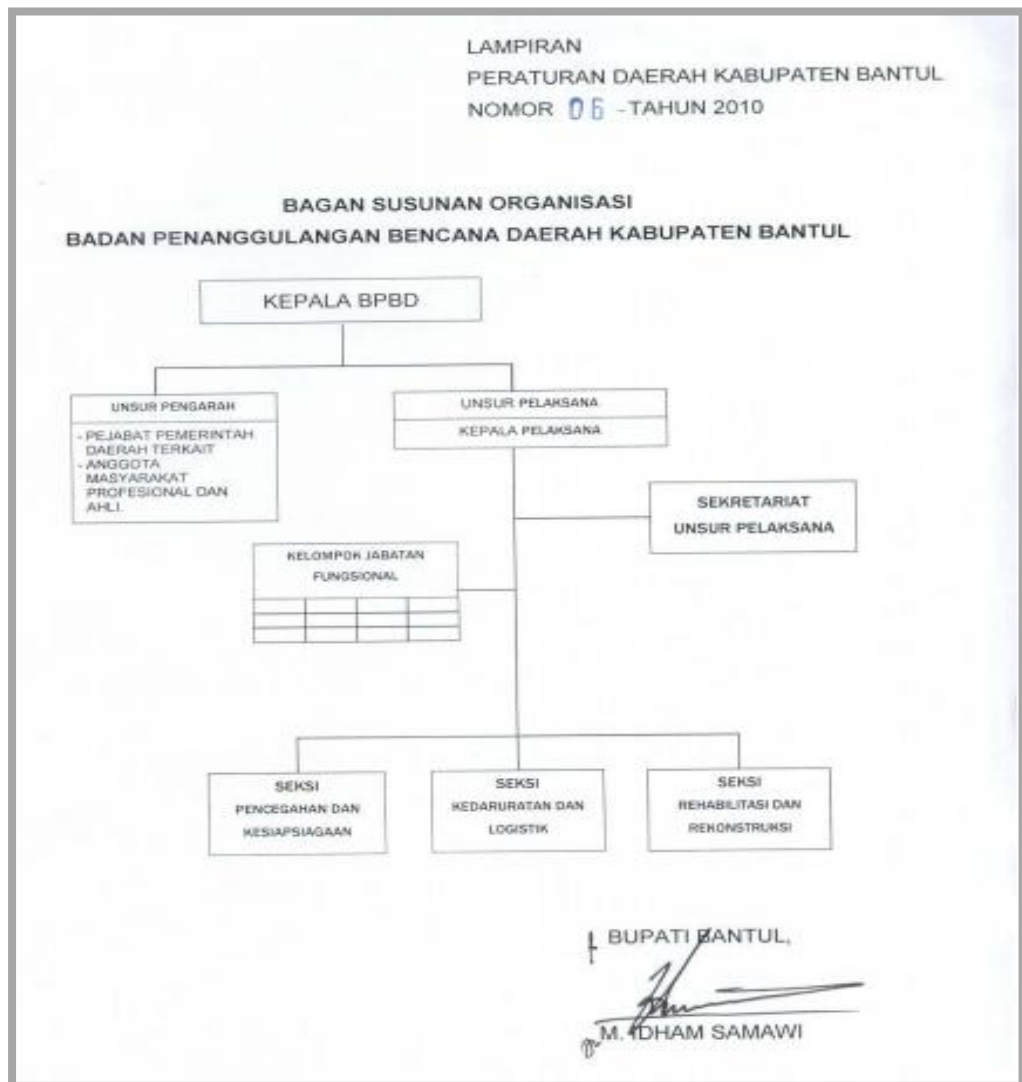 LAMPIRAN
PERATURAN DAERAH KABUPATEN BANTUL
NOMOR 06 - TAHUN 2010
BAGAN SUSUNAN ORGANISASI
BADAN PENANGGULANGAN BENCANA DAERAH KABUPATEN BANTUL
KEPALA BPBD
UNSUR PENGARAH
- PEJABAT PEMERINTAH
DAERAH TERKAIT
- ANGGOTA
MASYARAKAT
PROFESIONAL DAN
AHLI.
UNSUR PELAKSANA
KEPALA PELAKSANA
SEKRETARIAT
UNSUR PELAKSANA
KELOMPOK JABATAN
FUNGSIONAL
SEKSI
PENCEGAHAN DAN
KESIAPSIAGAAN
SEKSI
KEDARURATAN DAN
LOGISTIK
SEKSI
REHABILITASI DAN
REKONSTRUKSI
BUPATI BANTUL,
M. IDHAM SAMAWI